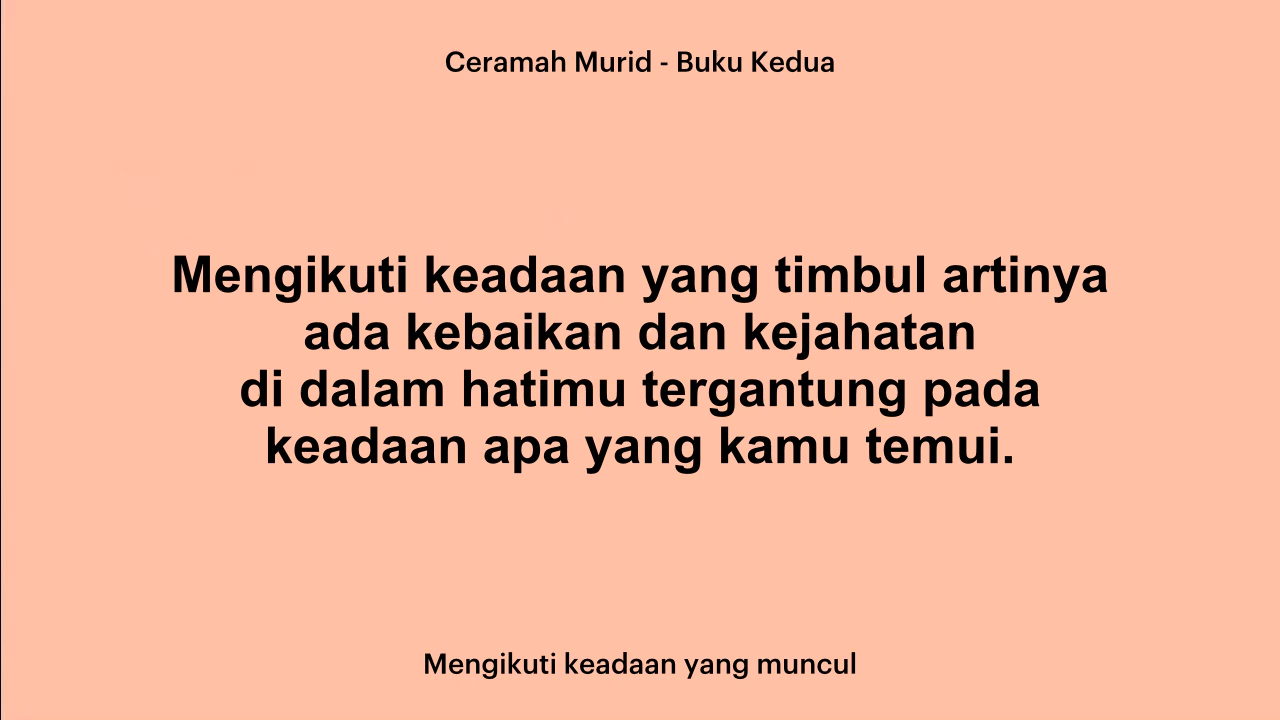 Ceramah Murid - Buku Kedua
Mengikuti keadaan yang timbul artinya
ada kebaikan dan kejahatan
di dalam hatimu tergantung pada
keadaan apa yang kamu temui.
Mengikuti keadaan yang muncul